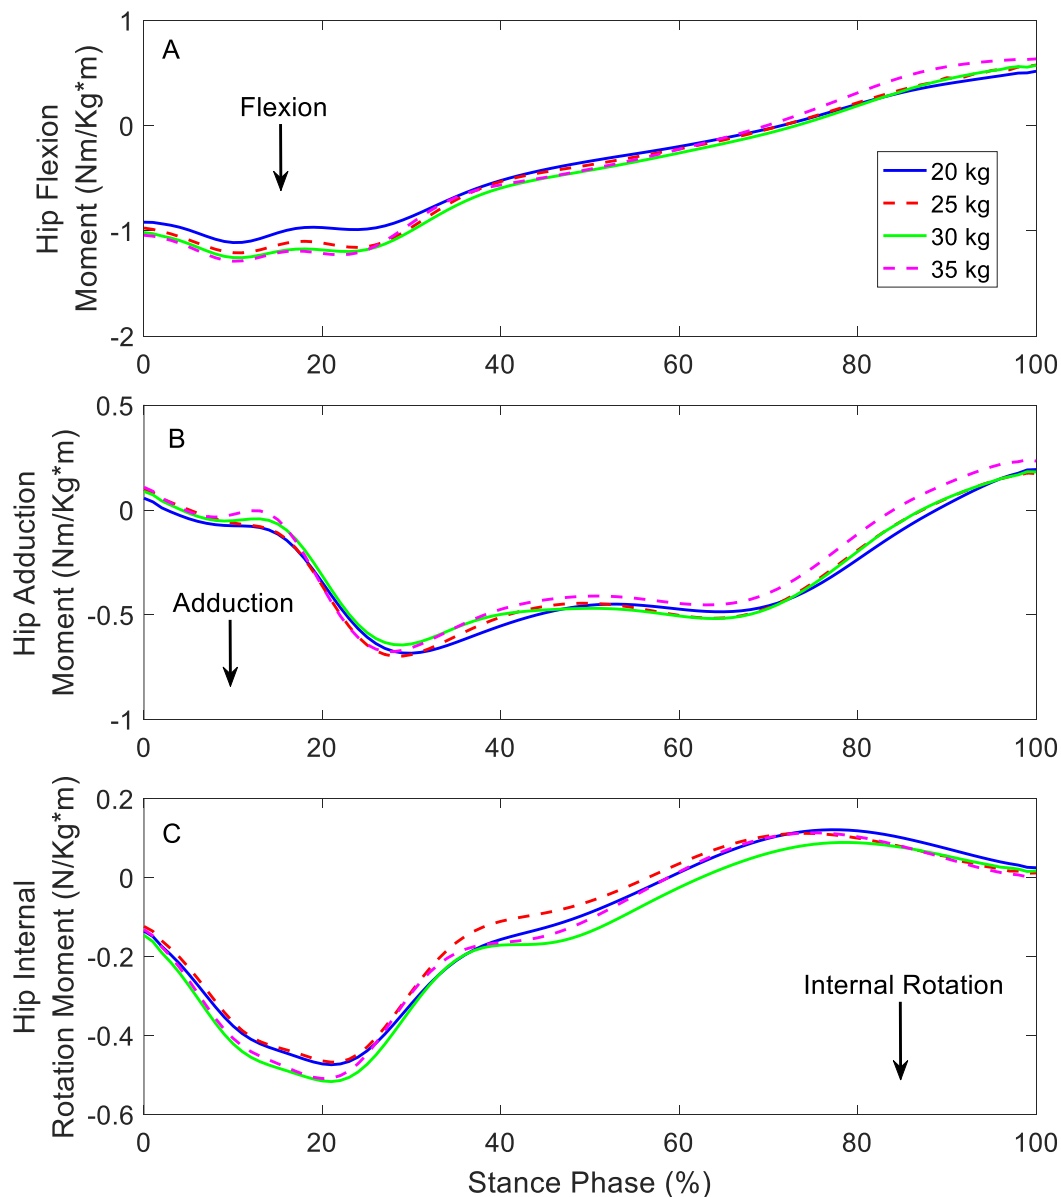 A
Hip Flexion
Moment (Nm/Kg*m)
1
0
-1
-2
Flexion
20 kg
25 kg
30 kg
35 kg
0 20 40 60 80 100
B
Hip Adduction
Moment (Nm/Kg*m)
0.5
0
-0.5
-1
Adduction
0 20 40 60 80 100
C
Hip Internal
Rotation Moment (N/Kg*m)
0.2
0
-0.2
-0.4
-0.6
Internal Rotation
0 20 40 60 80 100
Stance Phase (%)